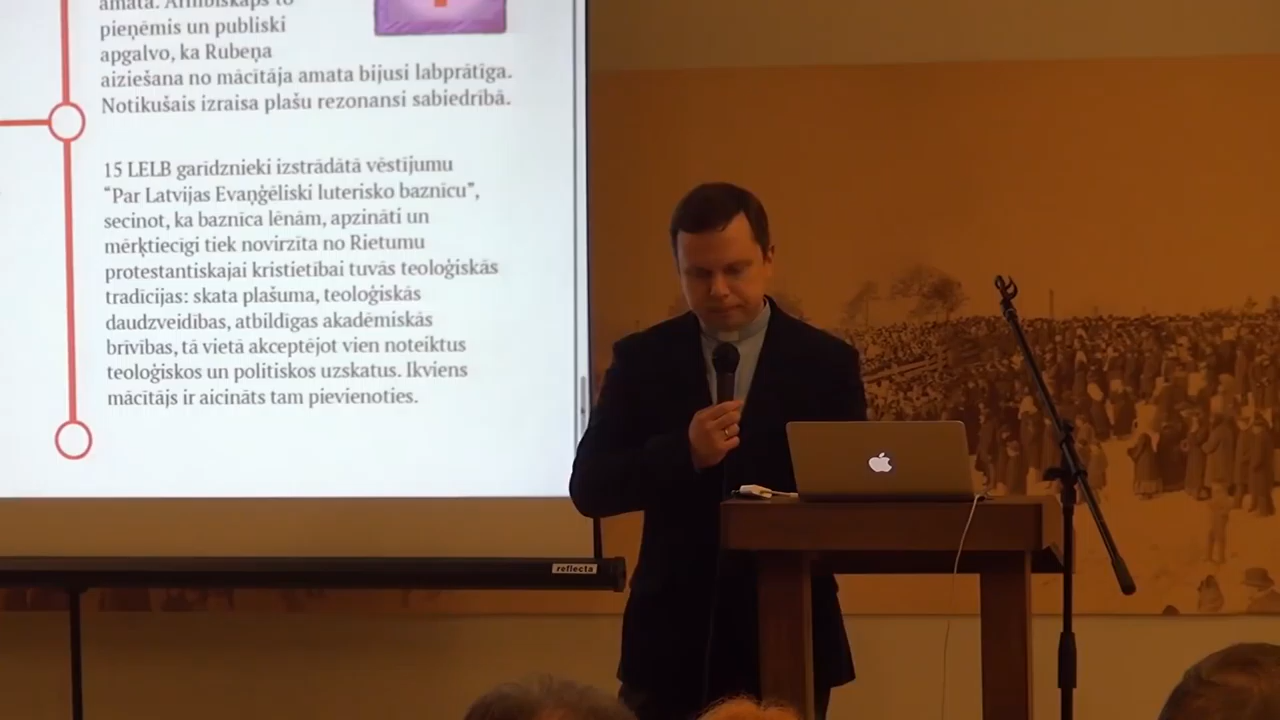 amata. Arhibīskaps to
pieņēmis un publiski
apgalvo, ka Rubeņa
aiziešana no mācītāja amata bijusi labprātīga.
Notikušais izraisa plašu rezonansi sabiedrībā.
15 LELB garīdznieki izstrādātā vēstījumu
“Par Latvijas Evaņģēliski luterisko baznīcu”,
secinot, ka baznīca lēnām, apzināti un
mērķtiecīgi tiek novirzīta no Rietumu
protestantiskajai kristietībai tuvās teoloģiskās
tradīcijas: skata plašuma, teoloģiskās
daudzveidības, atbildīgas akadēmiskās
brīvības, tā vietā akceptējot vien noteiktus
teoloģiskos un politiskos uzskatus. Ikviens
mācītājs ir aicināts tam pievienoties.
reflecta